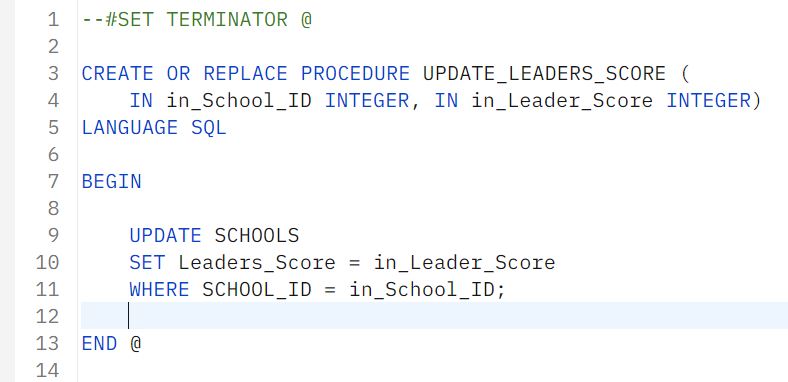 1 --#SET TERMINATOR @
2
3 CREATE OR REPLACE PROCEDURE UPDATE_LEADERS_SCORE (
4     IN in_School_ID INTEGER, IN in_Leader_Score INTEGER)
5 LANGUAGE SQL
6
7 BEGIN
8
9     UPDATE SCHOOLS
10     SET Leaders_Score = in_Leader_Score
11     WHERE SCHOOL_ID = in_School_ID;
12
13 END @
14